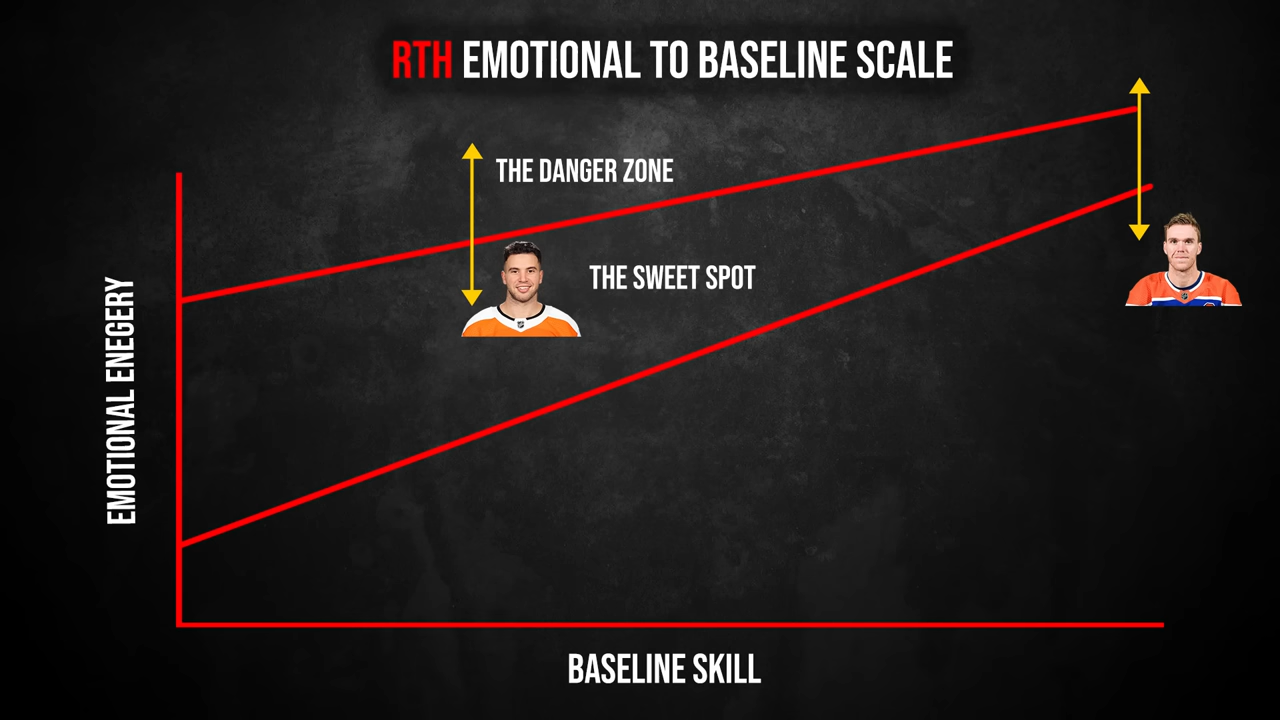 RTH EMOTIONAL TO BASELINE SCALE
THE DANGER ZONE
THE SWEET SPOT
EMOTIONAL ENEGERY
BASELINE SKILL